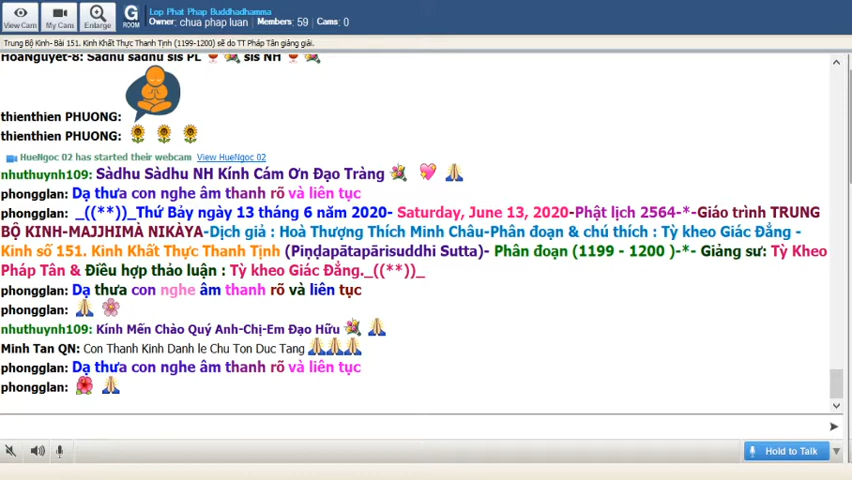 View Cam
My Cams
Enlarge
G
ROOM
Lop Phat Phap Buddhadhamma
Owner: chua phap luan / Members: 59 / Cams: 0
Trung Bộ Kinh- Bài 151. Kinh Khất Thực Thanh Tịnh (1199-1200) sẽ do TT Pháp Tân giảng giải.
HoaNguyet-8: Sadhu sadhu sis PL sis NH
thienthien PHUONG:
thienthien PHUONG:
HueNgoc 02 has started their webcam View HueNgoc 02
nhuthuynh109: Sàdhu Sàdhu NH Kính Cám Ơn Đạo Tràng
phongglan: Dạ thưa con nghe âm thanh rõ và liên tục
phongglan: _((**))_Thứ Bảy ngày 13 tháng 6 năm 2020- Saturday, June 13, 2020-Phật lịch 2564-*-Giáo trình TRUNG
BỘ KINH-MAJJHIMÀ NIKÀYA-Dịch giả : Hoà Thượng Thích Minh Châu-Phân đoạn & chú thích : Tỳ kheo Giác Đẳng -
Kinh số 151. Kinh Khất Thực Thanh Tịnh (Piṇḍapātapārisuddhi Sutta)- Phân đoạn (1199 - 1200 )-*- Giảng sư: Tỳ Kheo
Pháp Tân & Điều hợp thảo luận : Tỳ kheo Giác Đẳng._((**))_
phongglan: Dạ thưa con nghe âm thanh rõ và liên tục
phongglan:
nhuthuynh109: Kính Mến Chào Quý Anh-Chị-Em Đạo Hữu
Minh Tan QN: Con Thanh Kinh Danh le Chu Ton Duc Tang
phongglan: Dạ thưa con nghe âm thanh rõ và liên tục
phongglan:
Hold to Talk